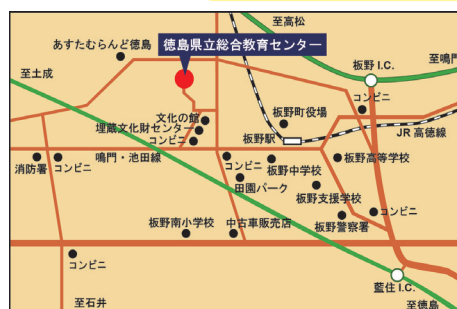 至高松
徳島県立総合教育センター
あすたむらんど徳島
板野 I.C.
至鳴門
至土成
コンビニ
文化の館
板野町役場
埋蔵文化財センター
板野駅
コンビニ
JR 高徳線
鳴門・池田線
消防署
コンビニ
コンビニ
板野中学校
板野高等学校
田園パーク
板野支援学校
板野南小学校
中古車販売店
板野警察署
コンビニ
コンビニ
藍住 I.C.
至石井
至徳島